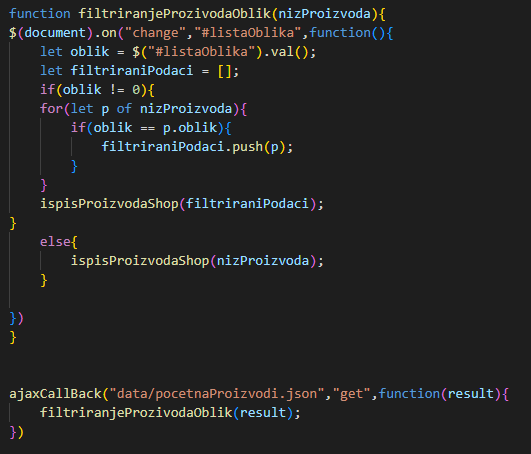 function filtriranjeProzivodaOblik(nizProizvoda){
$(document).on("change","#listaOblika",function(){
    let oblik = $("#listaOblika").val();
    let filtriraniPodaci = [];
    if(oblik != 0){
    for(let p of nizProizvoda){
        if(oblik == p.oblik){
            filtriraniPodaci.push(p);
        }
    }
    ispisProizvodaShop(filtriraniPodaci);
}
    else{
        ispisProizvodaShop(nizProizvoda);
    }
})
}
ajaxCallBack("data/pocetnaProizvodi.json","get",function(result){
    filtriranjeProzivodaOblik(result);
})